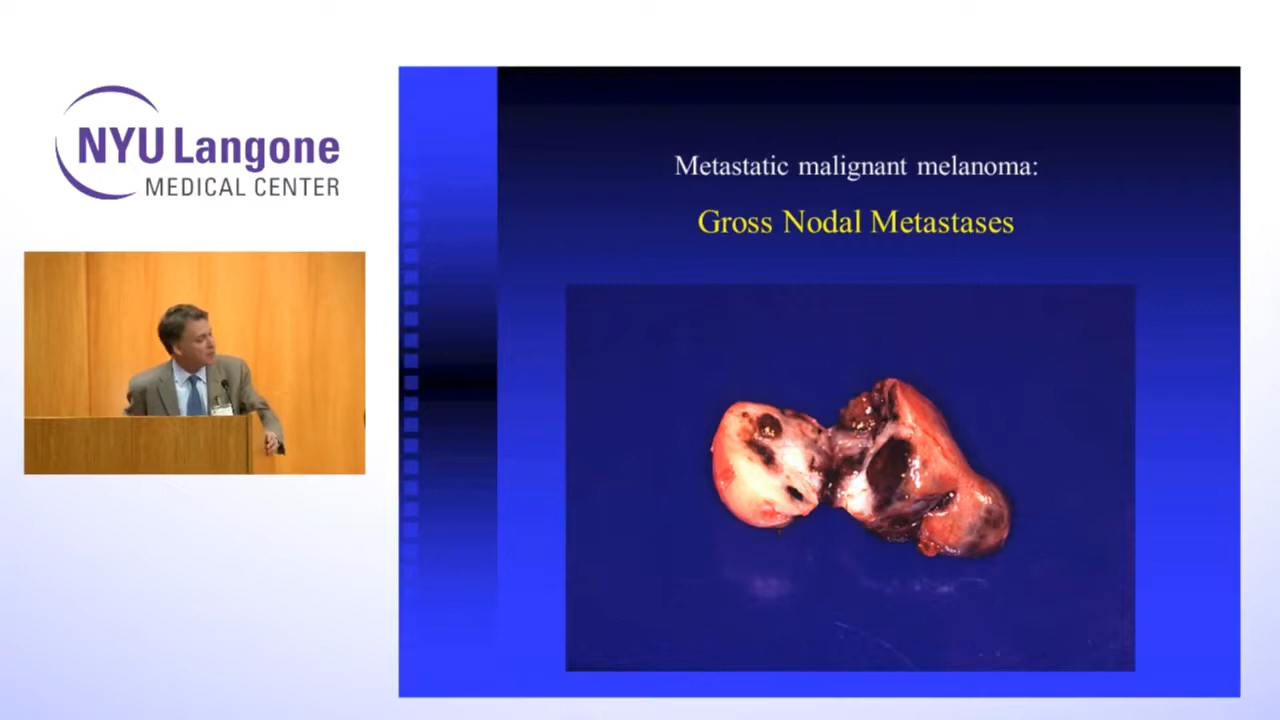 NYU Langone
MEDICAL CENTER
Metastatic malignant melanoma:
Gross Nodal Metastases